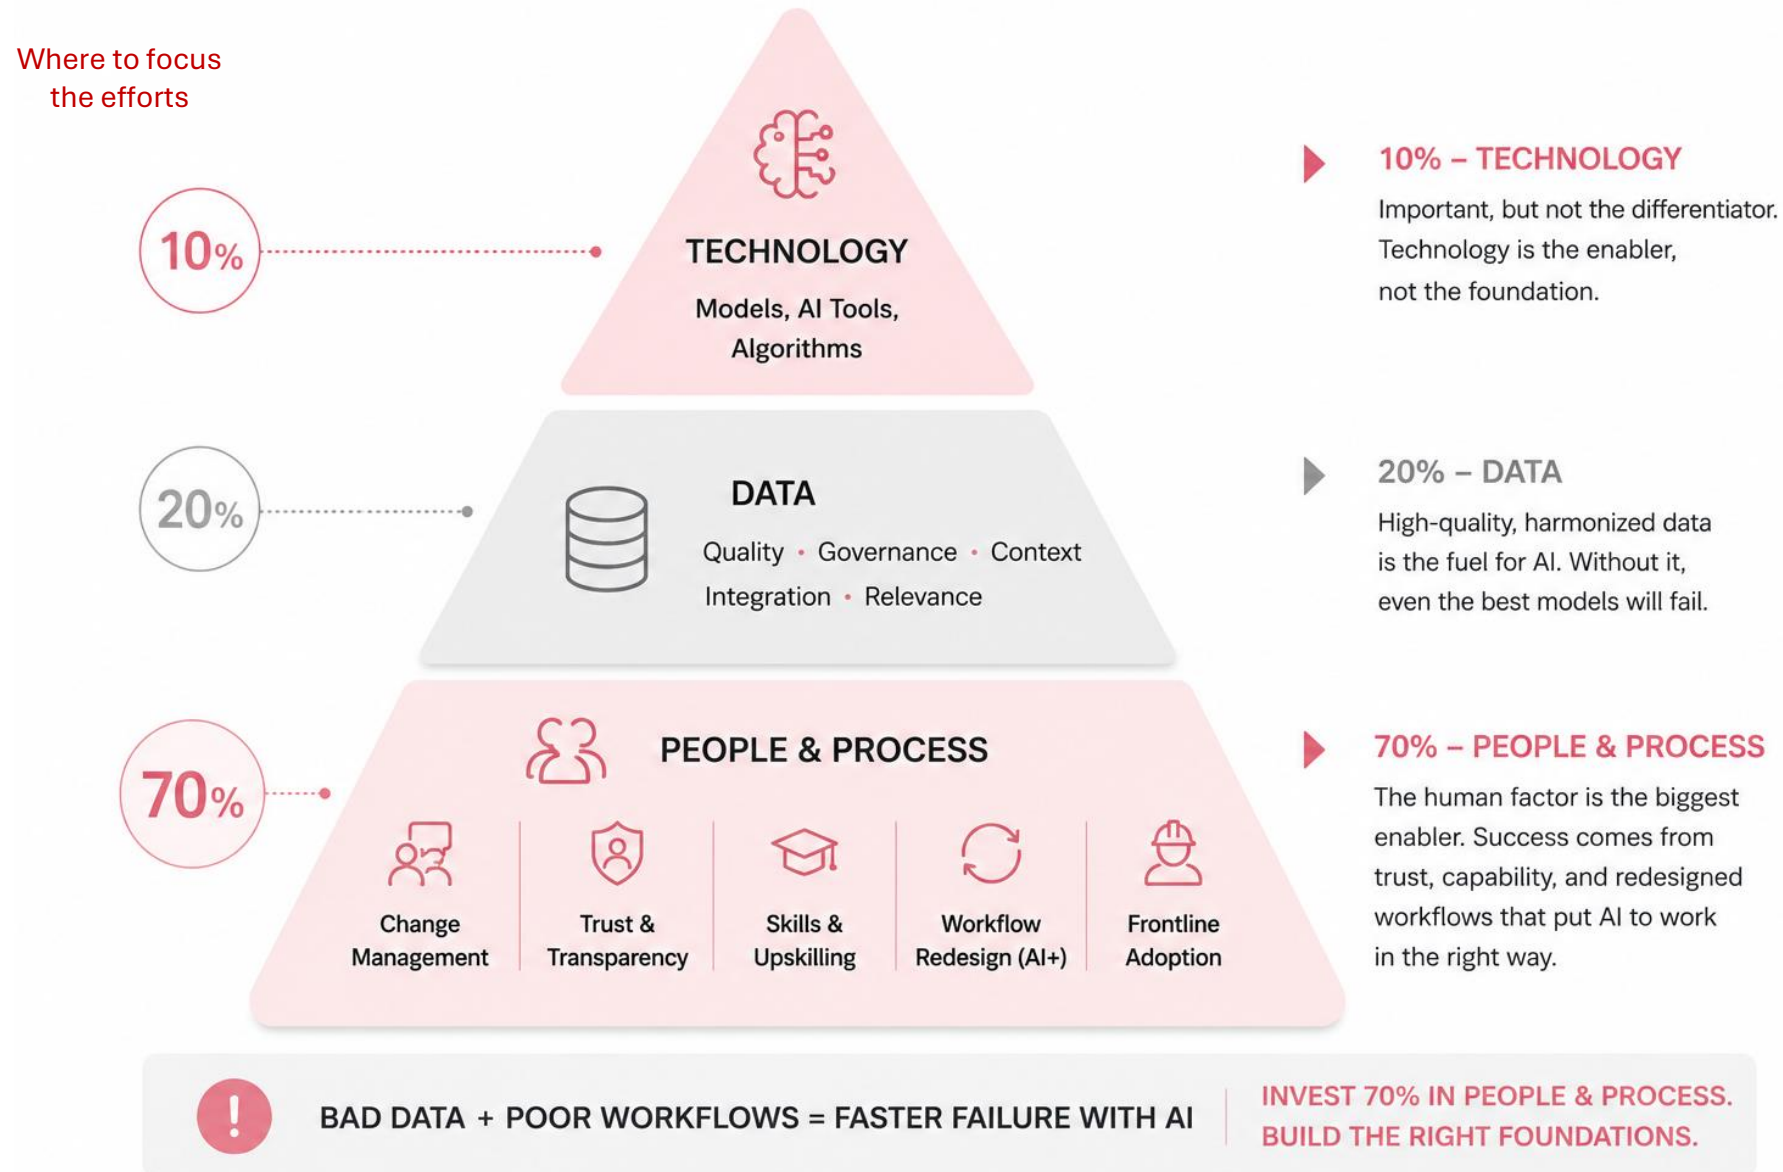 Where to focus
the efforts
10%
TECHNOLOGY
Models, AI Tools,
Algorithms
10% – TECHNOLOGY
Important, but not the differentiator.
Technology is the enabler,
not the foundation.
20%
DATA
Quality • Governance • Context
Integration • Relevance
20% – DATA
High-quality, harmonized data
is the fuel for AI. Without it,
even the best models will fail.
70%
PEOPLE & PROCESS
Change
Management
Trust &
Transparency
Skills &
Upskilling
Workflow
Redesign (AI+)
Frontline
Adoption
70% – PEOPLE & PROCESS
The human factor is the biggest
enabler. Success comes from
trust, capability, and redesigned
workflows that put AI to work
in the right way.
!
BAD DATA + POOR WORKFLOWS = FASTER FAILURE WITH AI
INVEST 70% IN PEOPLE & PROCESS.
BUILD THE RIGHT FOUNDATIONS.